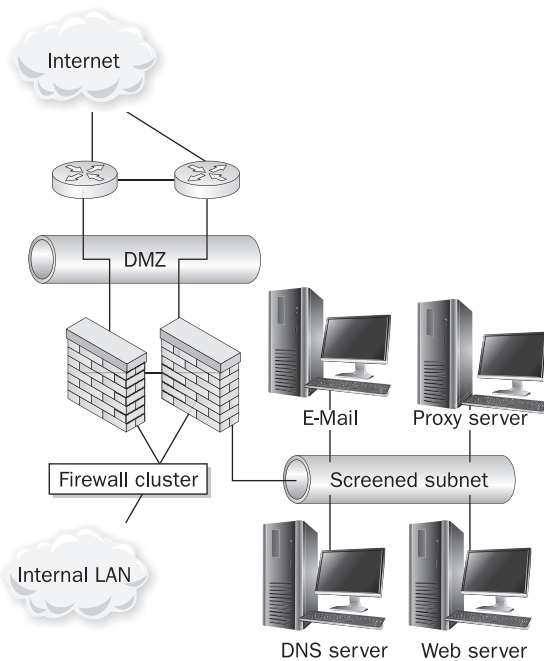 Internet
DMZ
E-Mail
Proxy server
Firewall cluster
Screened subnet
Internal LAN
DNS server
Web server